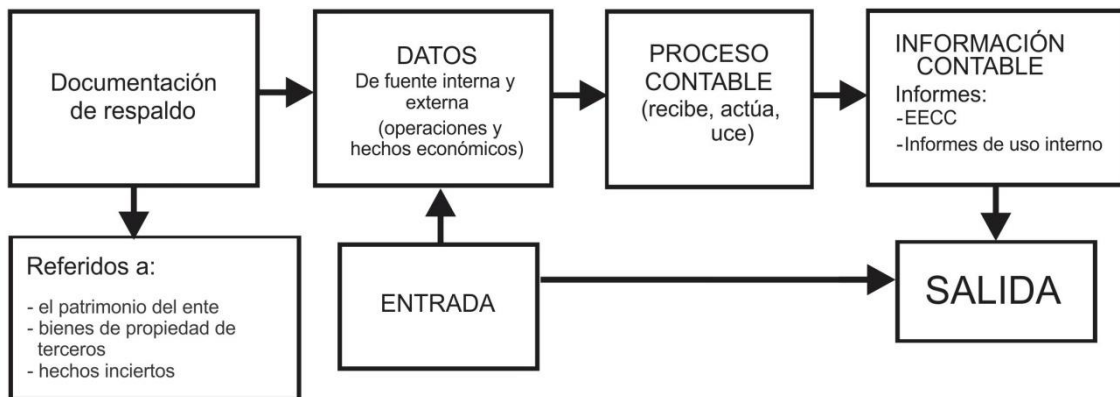 Documentación
de respaldo
DATOS
De fuente interna y
externa
(operaciones y
hechos económicos)
PROCESO
CONTABLE
(recibe, actúa,
uce)
INFORMACIÓN
CONTABLE
Informes:
-EECC
-Informes de uso interno
Referidos a:
- el patrimonio del ente
- bienes de propiedad de
terceros
- hechos inciertos
ENTRADA
SALIDA